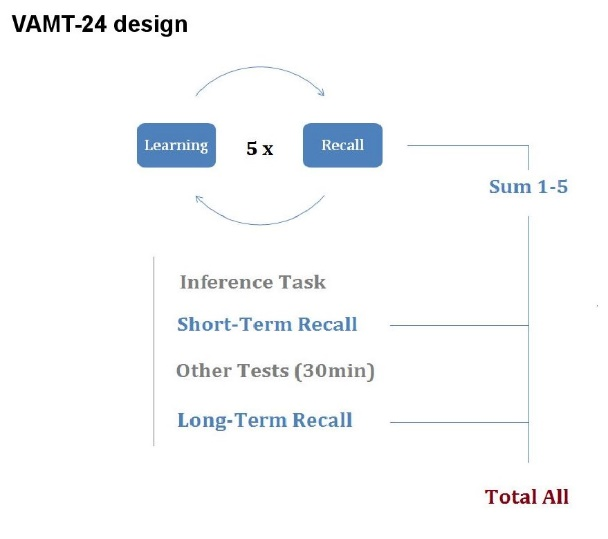 VAMT-24 design
Learning
5 x
Recall
Sum 1-5
Inference Task
Short-Term Recall
Other Tests (30min)
Long-Term Recall
Total All